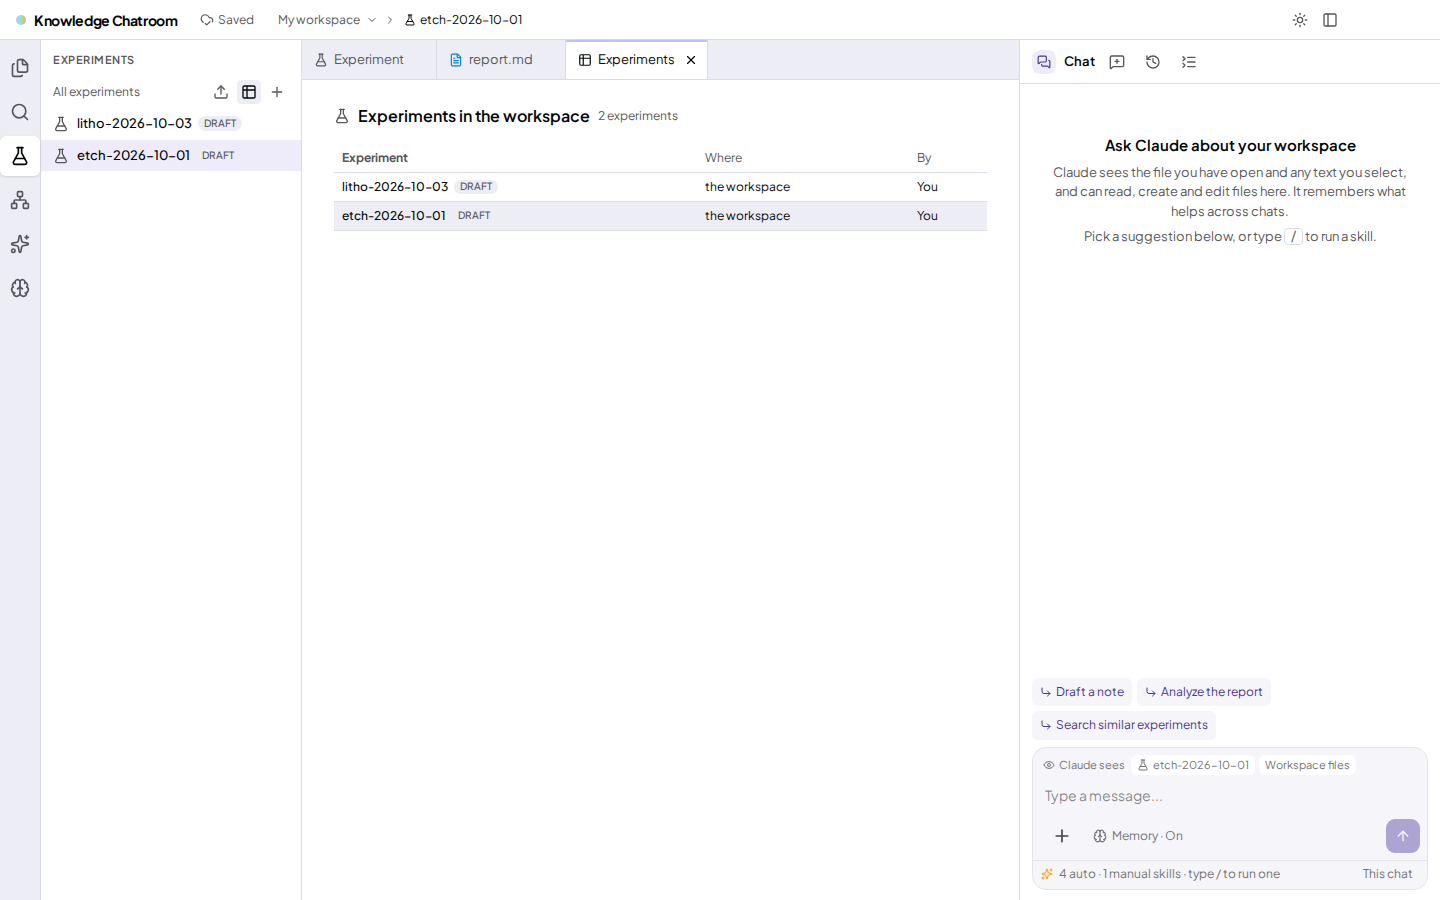 Knowledge Chatroom
Saved
My workspace
etch-2026-10-01
EXPERIMENTS
All experiments
litho-2026-10-03 DRAFT
etch-2026-10-01 DRAFT
Experiment
report.md
Experiments
Experiments in the workspace 2 experiments
Experiment Where By
litho-2026-10-03 DRAFT the workspace You
etch-2026-10-01 DRAFT the workspace You
Chat
Ask Claude about your workspace
Claude sees the file you have open and any text you select,
and can read, create and edit files here. It remembers what
helps across chats.
Pick a suggestion below, or type / to run a skill.
Draft a note
Analyze the report
Search similar experiments
Claude sees etch-2026-10-01 Workspace files
Type a message...
Memory · On
4 auto · 1 manual skills · type / to run one
This chat